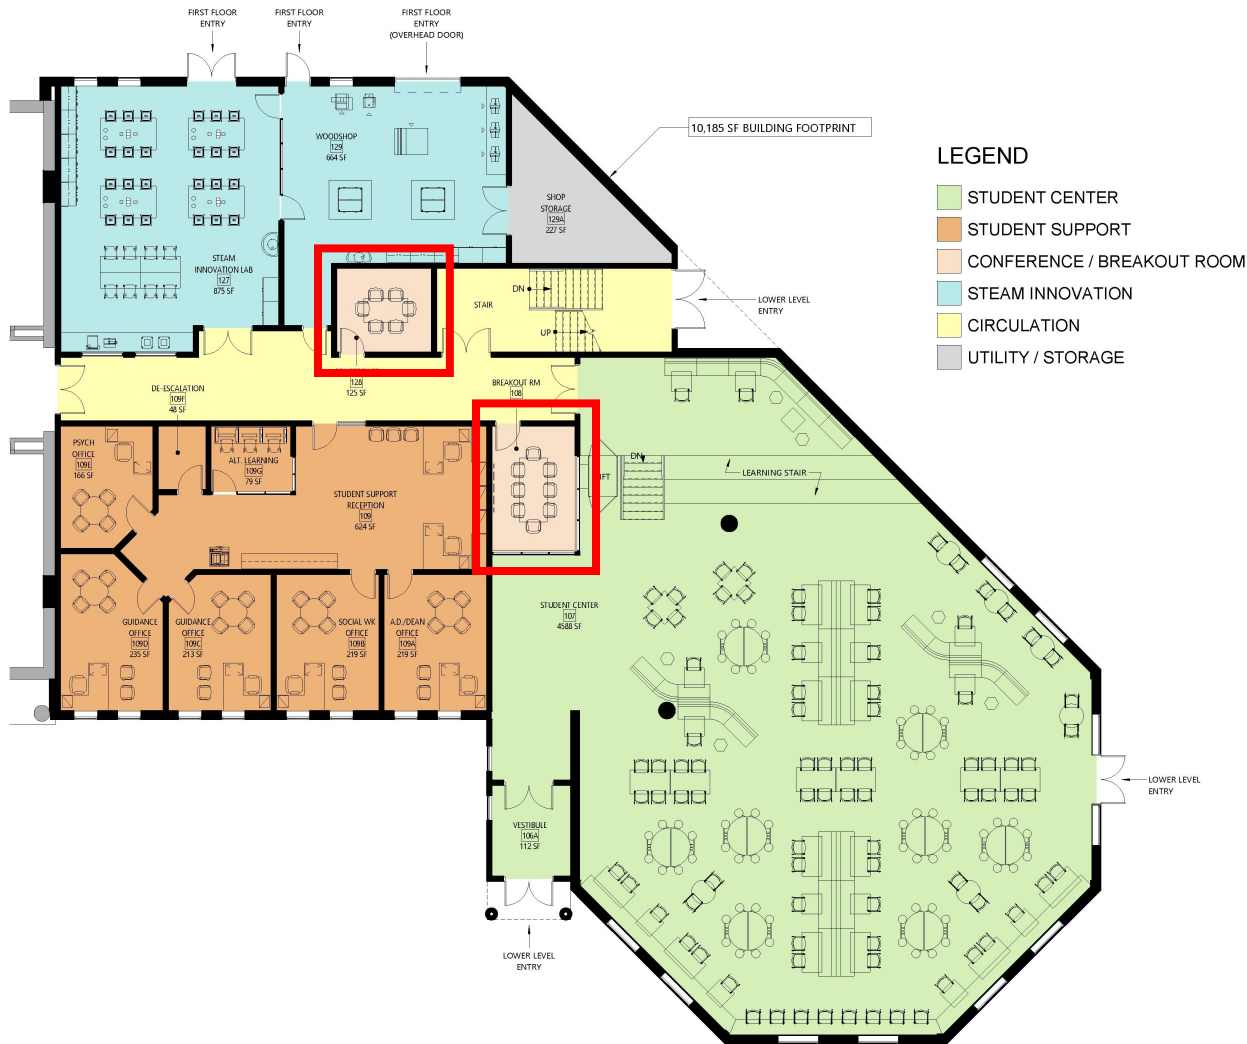 FIRST FLOOR
ENTRY
FIRST FLOOR
ENTRY
FIRST FLOOR
ENTRY
(OVERHEAD DOOR)
10,185 SF BUILDING FOOTPRINT
LEGEND
STUDENT CENTER
STUDENT SUPPORT
CONFERENCE / BREAKOUT ROOM
STEAM INNOVATION
CIRCULATION
UTILITY / STORAGE
WOODSHOP
129
664 SF
SHOP
STORAGE
129A
227 SF
STEAM
INNOVATION LAB
127
875 SF
DN
STAIR
UP
LOWER LEVEL
ENTRY
128
125 SF
BREAKOUT RM
108
DE-ESCALATION
109F
48 SF
PSYCH
OFFICE
109E
166 SF
ALT. LEARNING
109G
79 SF
STUDENT SUPPORT
RECEPTION
109
624 SF
DN
LEARNING STAIR
GUIDANCE
OFFICE
109D
235 SF
GUIDANCE
OFFICE
109C
213 SF
SOCIAL WK
OFFICE
109B
219 SF
A.D./DEAN
OFFICE
109A
219 SF
STUDENT CENTER
107
4588 SF
LOWER LEVEL
ENTRY
VESTIBULE
106A
112 SF
LOWER LEVEL
ENTRY